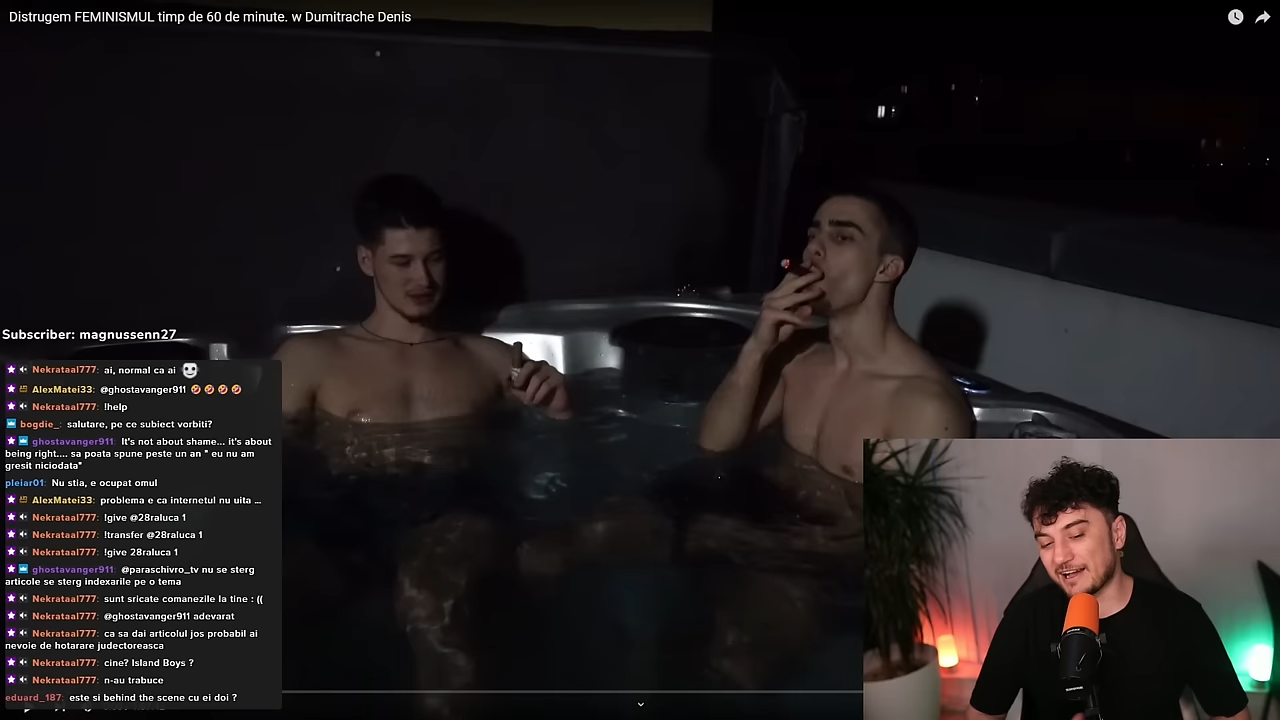 Distrugem FEMINISMUL timp de 60 de minute. w Dumitrache Denis
Subscriber: magnussenn27
Nekrataal777: ai, normal ca ai
AlexMatei33: @ghostavanger911
Nekrataal777: !help
bogdie_: salutare, pe ce subiect vorbiti?
ghostavanger911: It's not about shame... it's about
being right.... sa poata spune peste un an " eu nu am
gresit niciodata"
pleiar01: Nu stia, e ocupat omul
AlexMatei33: problema e ca internetul nu uita ...
Nekrataal777: !give @28raluca 1
Nekrataal777: !transfer @28raluca 1
Nekrataal777: !give 28raluca 1
ghostavanger911: @paraschivro_tv nu se sterg
articole se sterg indexarile pe o tema
Nekrataal777: sunt sricate comanezile la tine : ((
Nekrataal777: @ghostavanger911 adevarat
Nekrataal777: ca sa dai articolul jos probabil ai
nevoie de hotarare judectoreasca
Nekrataal777: cine? Island Boys ?
Nekrataal777: n-au trabuce
eduard_187: este si behind the scene cu ei doi ?